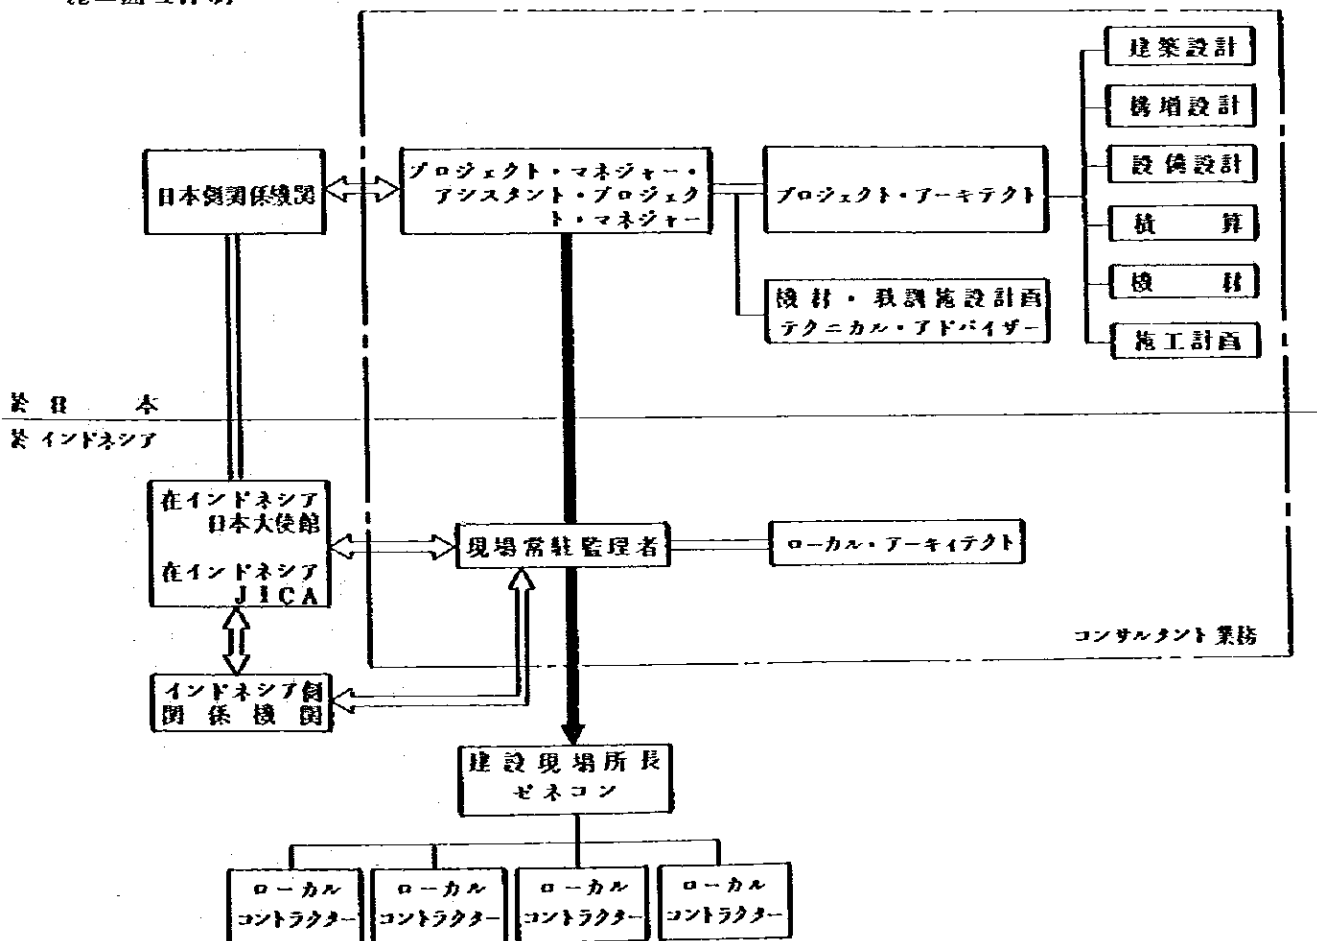 施工監理体制
建築設計
構造設計
設備設計
積　算
機　材
施工計画
日本側関係機関
プロジェクト・マネジャー・
アシスタント・プロジェク
ト・マネジャー
プロジェクト・アーキテクト
機材・
施設計画
テクニカル・アドバイザー
於 日　本
於 インドネシア
在インドネシア
日本大使館
在インドネシア
JICA
現場常駐監理者
ローカル・アーキィテクト
コンサルタント業務
インドネシア側
関係機関
建設現場所長
ゼネコン
ローカル
コントラクター
ローカル
コントラクター
ローカル
コントラクター
ローカル
コントラクター